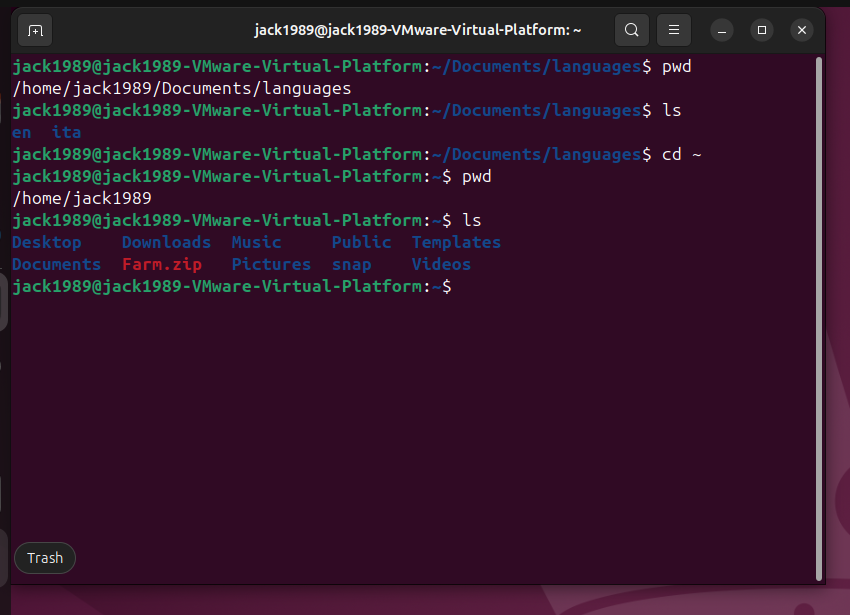 jack1989@jack1989-VMware-Virtual-Platform: ~
jack1989@jack1989-VMware-Virtual-Platform:~/Documents/languages$ pwd
/home/jack1989/Documents/languages
jack1989@jack1989-VMware-Virtual-Platform:~/Documents/languages$ ls
en  ita
jack1989@jack1989-VMware-Virtual-Platform:~/Documents/languages$ cd ~
jack1989@jack1989-VMware-Virtual-Platform:~$ pwd
/home/jack1989
jack1989@jack1989-VMware-Virtual-Platform:~$ ls
Desktop    Downloads  Music     Public  Templates
Documents  Farm.zip   Pictures  snap    Videos
jack1989@jack1989-VMware-Virtual-Platform:~$
Trash